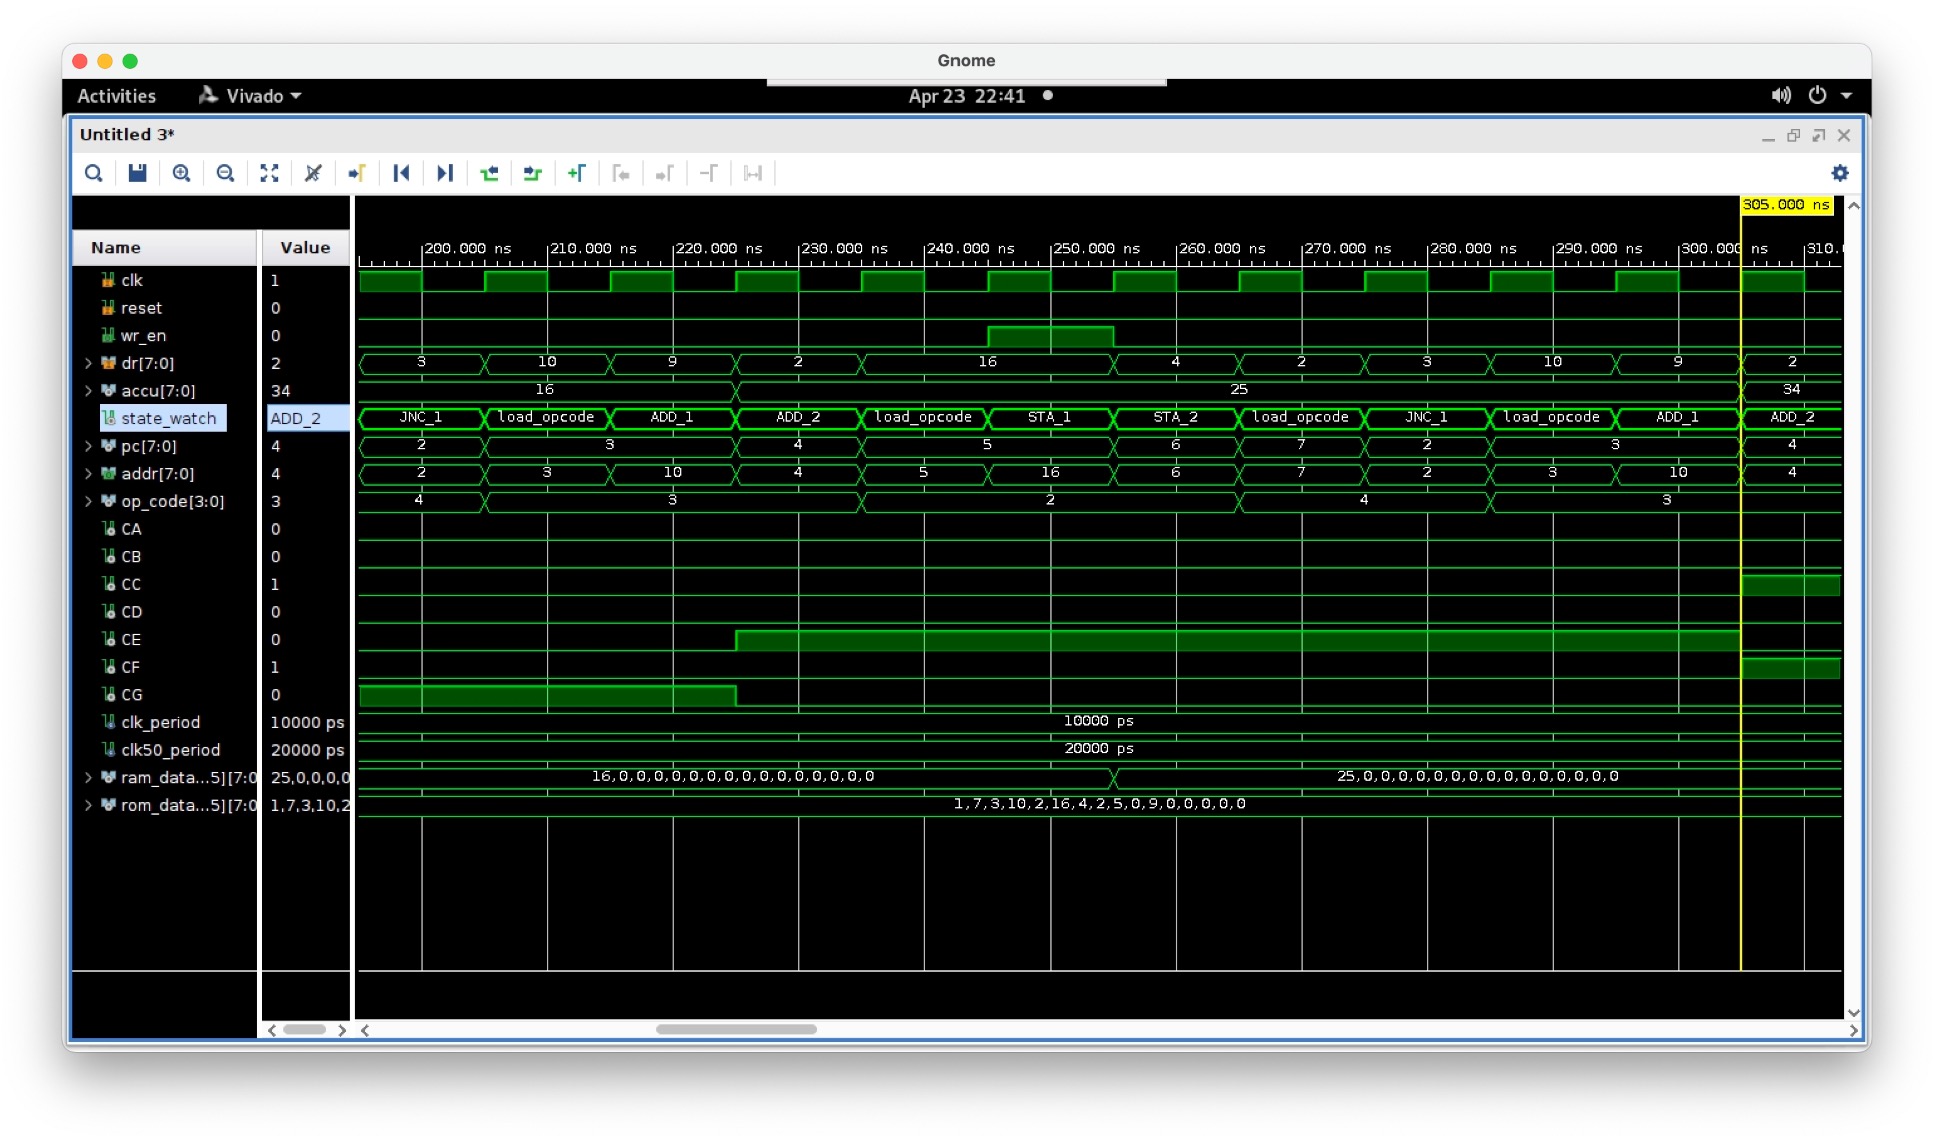 Gnome
Activities Vivado Apr 23 22:41
Untitled 3*
305.000 ns
Name Value 200.000 ns 210.000 ns 220.000 ns 230.000 ns 240.000 ns 250.000 ns 260.000 ns 270.000 ns 280.000 ns 290.000 ns 300.000 ns 310.
clk 1
reset 0
wr_en 0
dr[7:0] 2 3 10 9 2 16 4 2 3 10 9 2
accu[7:0] 34 16 25 34
state_watch ADD_2 JNC_1 load_opcode ADD_1 ADD_2 load_opcode STA_1 STA_2 load_opcode JNC_1 load_opcode ADD_1 ADD_2
pc[7:0] 4 2 3 4 5 6 7 2 3 4
addr[7:0] 4 2 3 10 4 5 16 6 7 2 3 10 4
op_code[3:0] 3 4 3 2 4 3
CA 0
CB 0
CC 1
CD 0
CE 0
CF 1
CG 0
clk_period 10000 ps 10000 ps
clk50_period 20000 ps 20000 ps
ram_data...5][7:0 25,0,0,0,0 16,0,0,0,0,0,0,0,0,0,0,0,0,0,0,0 25,0,0,0,0,0,0,0,0,0,0,0,0,0,0,0
rom_data...5][7:0 1,7,3,10,2 1,7,3,10,2,16,4,2,5,0,9,0,0,0,0,0